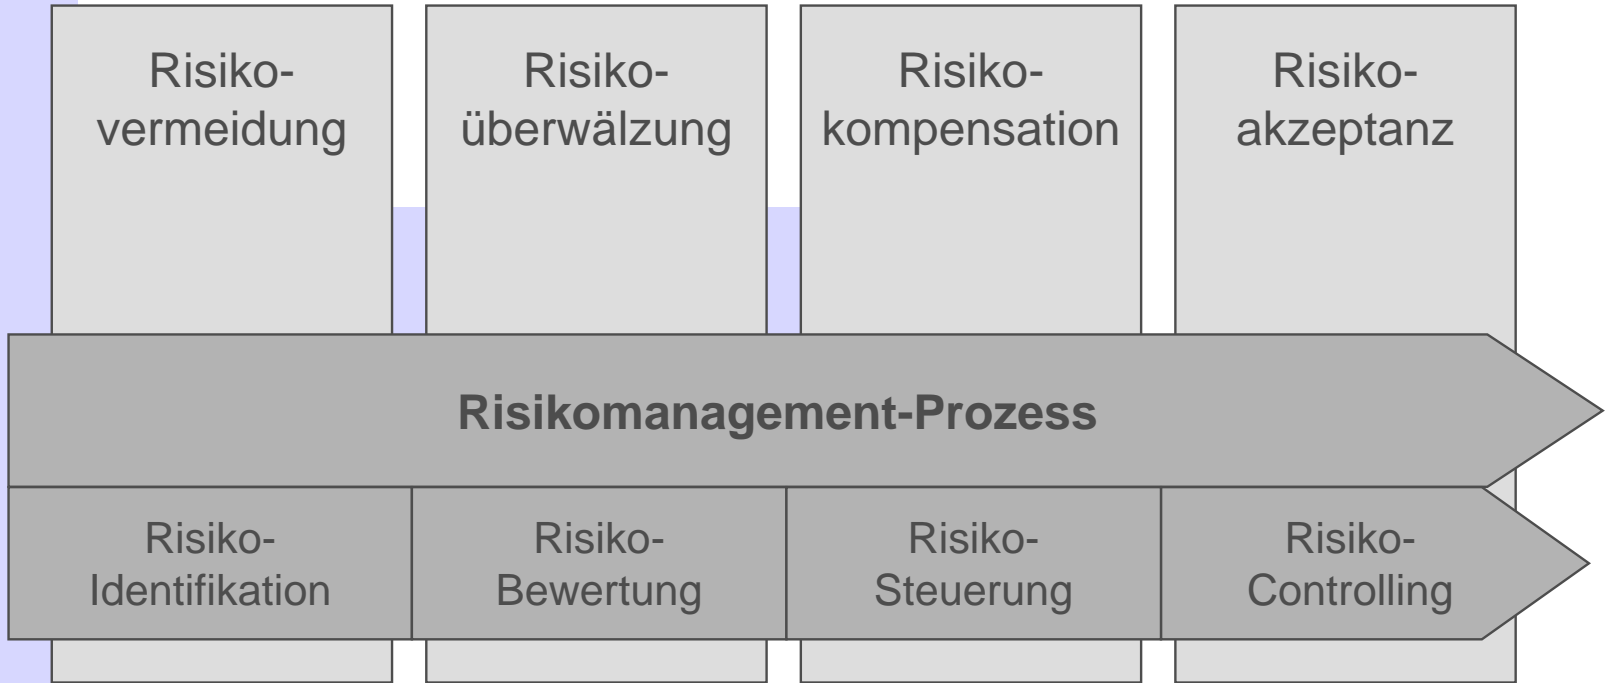 Risiko-
vermeidung
Risiko-
überwälzung
Risiko-
kompensation
Risiko-
akzeptanz
Risikomanagement-Prozess
Risiko-
Identifikation
Risiko-
Bewertung
Risiko-
Steuerung
Risiko-
Controlling